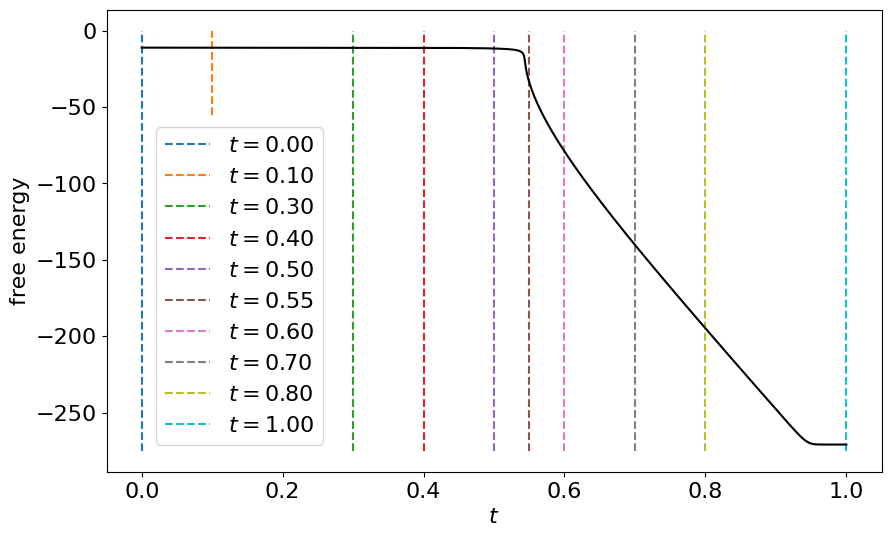 free energy
0
−50
−100
−150
−200
−250
t = 0.00
t = 0.10
t = 0.30
t = 0.40
t = 0.50
t = 0.55
t = 0.60
t = 0.70
t = 0.80
t = 1.00
0.0 0.2 0.4 0.6 0.8 1.0
t